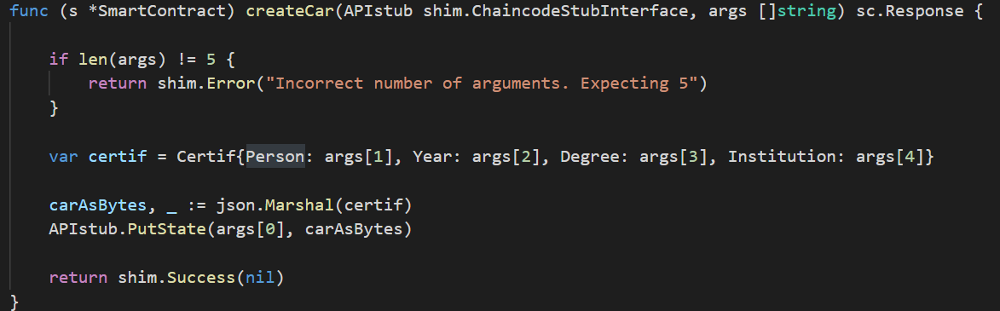 func (s *SmartContract) createCar(APIstub shim.ChaincodeStubInterface, args []string) sc.Response {
if len(args) != 5 {
return shim.Error("Incorrect number of arguments. Expecting 5")
}
var certif = Certif{Person: args[1], Year: args[2], Degree: args[3], Institution: args[4]}
carAsBytes, _ := json.Marshal(certif)
APIstub.PutState(args[0], carAsBytes)
return shim.Success(nil)
}